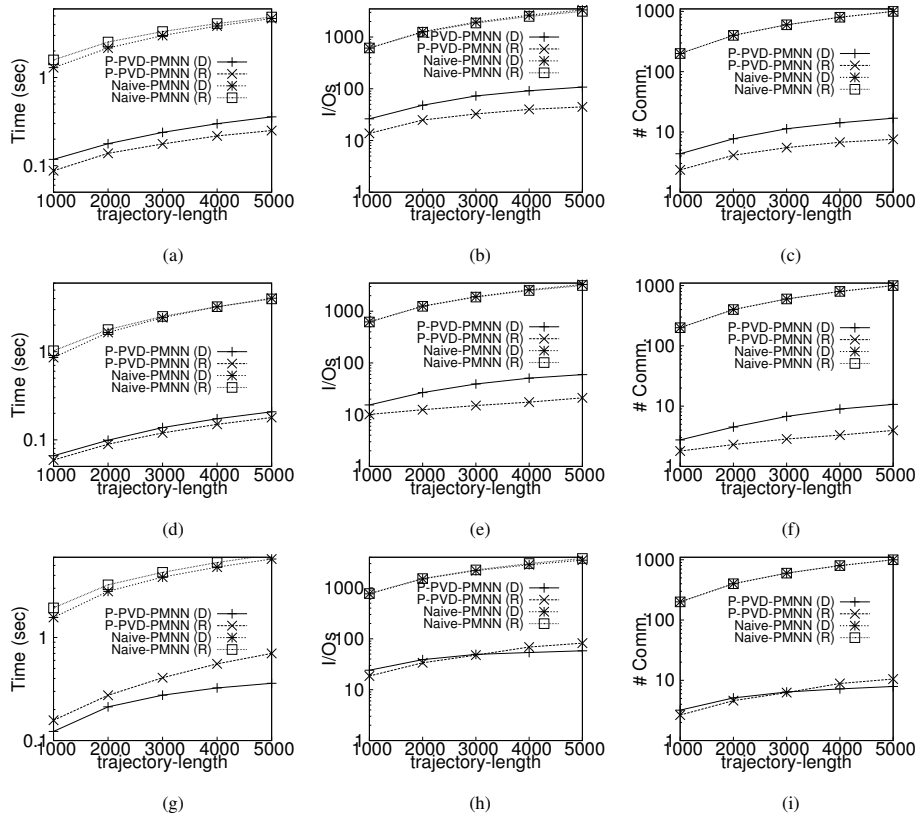 Time (sec)
1
0.1
1000 2000 3000 4000 5000
trajectory-length
P-PVD-PMNN (D)
P-PVD-PMNN (R)
Naive-PMNN (D)
Naive-PMNN (R)
(a)
I/Os
1000
100
10
1
1000 2000 3000 4000 5000
trajectory-length
P-PVD-PMNN (D)
P-PVD-PMNN (R)
Naive-PMNN (D)
Naive-PMNN (R)
(b)
# Comm.
1000
100
10
1
1000 2000 3000 4000 5000
trajectory-length
P-PVD-PMNN (D)
P-PVD-PMNN (R)
Naive-PMNN (D)
Naive-PMNN (R)
(c)
Time (sec)
1
0.1
1000 2000 3000 4000 5000
trajectory-length
P-PVD-PMNN (D)
P-PVD-PMNN (R)
Naive-PMNN (D)
Naive-PMNN (R)
(d)
I/Os
1000
100
10
1
1000 2000 3000 4000 5000
trajectory-length
P-PVD-PMNN (D)
P-PVD-PMNN (R)
Naive-PMNN (D)
Naive-PMNN (R)
(e)
# Comm.
1000
100
10
1
1000 2000 3000 4000 5000
trajectory-length
P-PVD-PMNN (D)
P-PVD-PMNN (R)
Naive-PMNN (D)
Naive-PMNN (R)
(f)
Time (sec)
1
0.1
1000 2000 3000 4000 5000
trajectory-length
P-PVD-PMNN (D)
P-PVD-PMNN (R)
Naive-PMNN (D)
Naive-PMNN (R)
(g)
I/Os
1000
100
10
1
1000 2000 3000 4000 5000
trajectory-length
P-PVD-PMNN (D)
P-PVD-PMNN (R)
Naive-PMNN (D)
Naive-PMNN (R)
(h)
# Comm.
1000
100
10
1
1000 2000 3000 4000 5000
trajectory-length
P-PVD-PMNN (D)
P-PVD-PMNN (R)
Naive-PMNN (D)
Naive-PMNN (R)
(i)